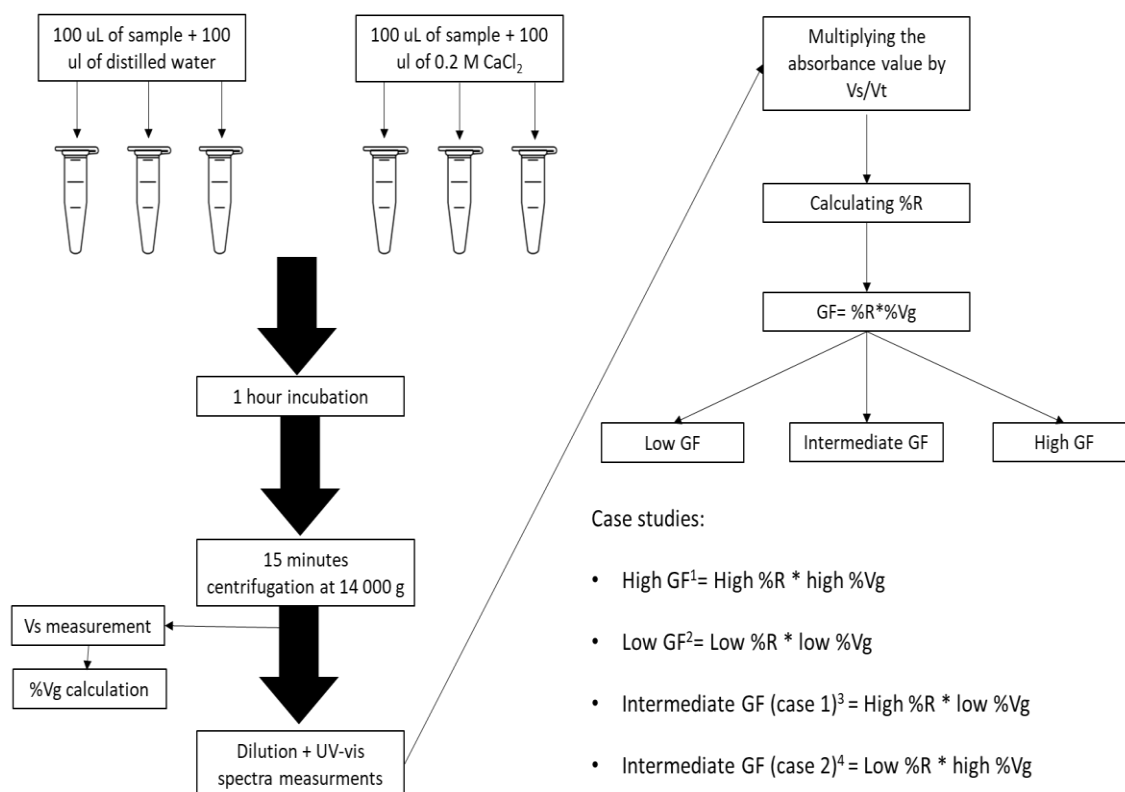 100 uL of sample + 100
ul of distilled water
100 uL of sample + 100
ul of 0.2 M CaCl₂
1 hour incubation
15 minutes
centrifugation at 14 000 g
Vs measurement
%Vg calculation
Dilution + UV-vis
spectra measurments
Multiplying the
absorbance value by
Vs/Vt
Calculating %R
GF= %R*%Vg
Low GF
Intermediate GF
High GF
Case studies:
• High GF¹= High %R * high %Vg
• Low GF²= Low %R * low %Vg
• Intermediate GF (case 1)³ = High %R * low %Vg
• Intermediate GF (case 2)⁴ = Low %R * high %Vg